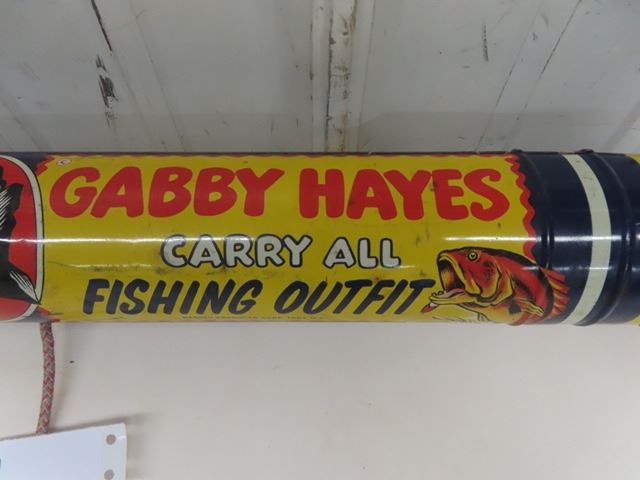 GABBY HAYES
CARRY ALL
FISHING OUTFIT